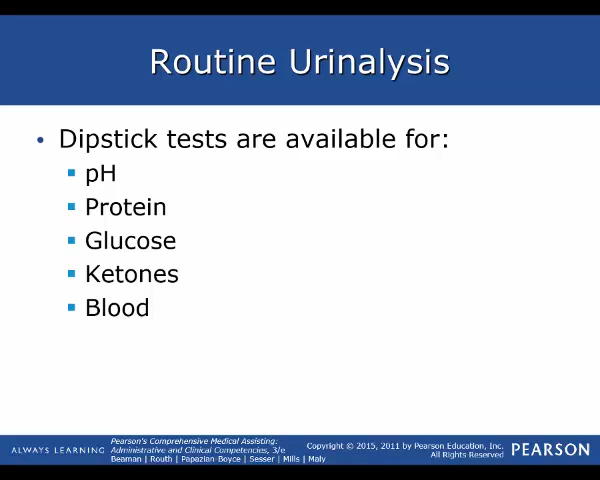 Routine Urinalysis
• Dipstick tests are available for:
▪ pH
▪ Protein
▪ Glucose
▪ Ketones
▪ Blood
ALWAYS LEARNING
Pearson's Comprehensive Medical Assisting:
Administrative and Clinical Competencies, 3/e
Beaman | Routh | Papazian-Boyce | Sesser | Mills | Maly
Copyright © 2015, 2011 by Pearson Education, Inc.
All Rights Reserved
PEARSON